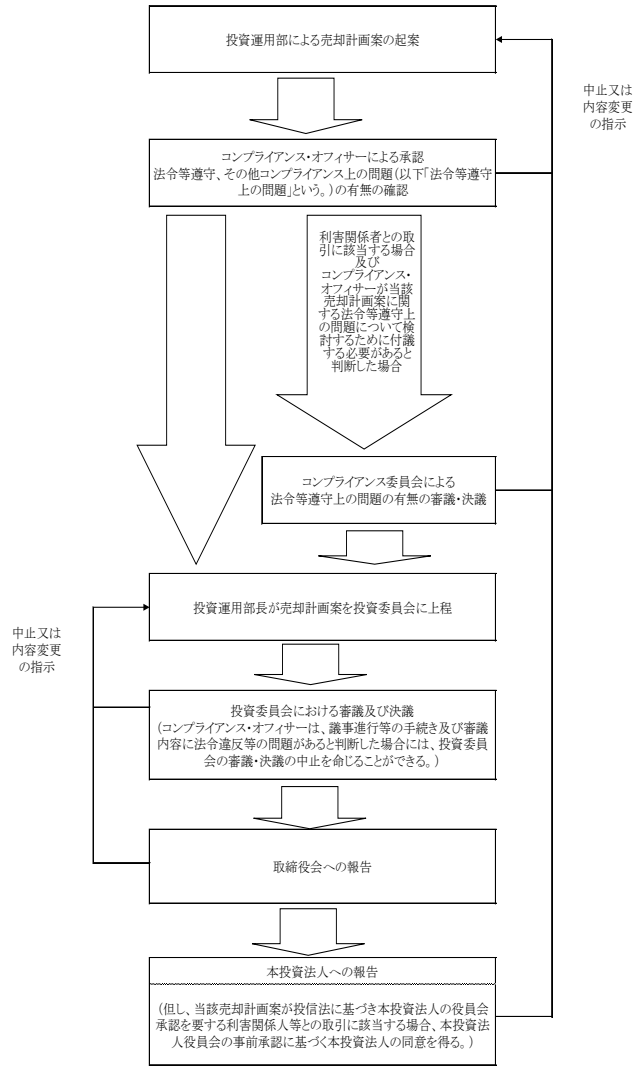 投資運用部による売却計画案の起案
中止又は
内容変更
の指示
コンプライアンス・オフィサーによる承認
法令等遵守、その他コンプライアンス上の問題(以下「法令等遵守
上の問題」という。)の有無の確認
利害関係者との取
引に該当する場合
及び
コンプライアンス・
オフィサーが当該
売却計画案に関
する法令等遵守上
の問題について検
討するために付議
する必要があると
判断した場合
コンプライアンス委員会による
法令等遵守上の問題の有無の審議・決議
投資運用部長が売却計画案を投資委員会に上程
中止又は
内容変更
の指示
投資委員会における審議及び決議
(コンプライアンス・オフィサーは、議事進行等の手続き及び審議
内容に法令違反等の問題があると判断した場合には、投資委員
会の審議・決議の中止を命じることができる。)
取締役会への報告
本投資法人への報告
(但し、当該売却計画案が投信法に基づき本投資法人の役員会
承認を要する利害関係人等との取引に該当する場合、本投資法
人役員会の事前承認に基づく本投資法人の同意を得る。)